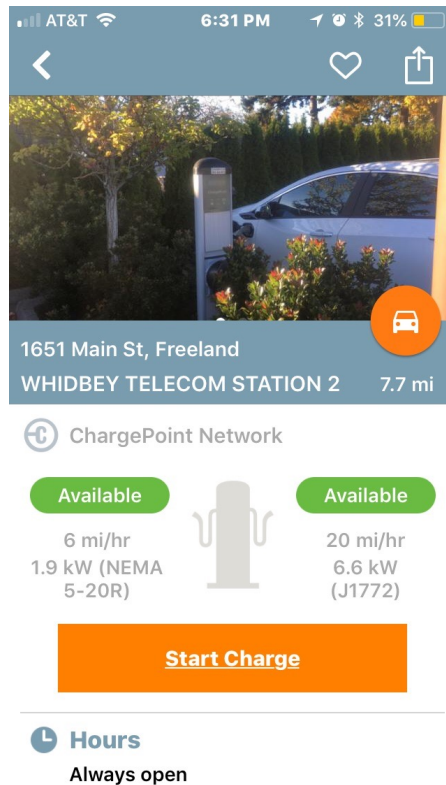 AT&T 6:31 PM 31%
1651 Main St, Freeland
WHIDBEY TELECOM STATION 2 7.7 mi
ChargePoint Network
Available Available
6 mi/hr 20 mi/hr
1.9 kW (NEMA 6.6 kW
5-20R) (J1772)
Start Charge
Hours
Always open